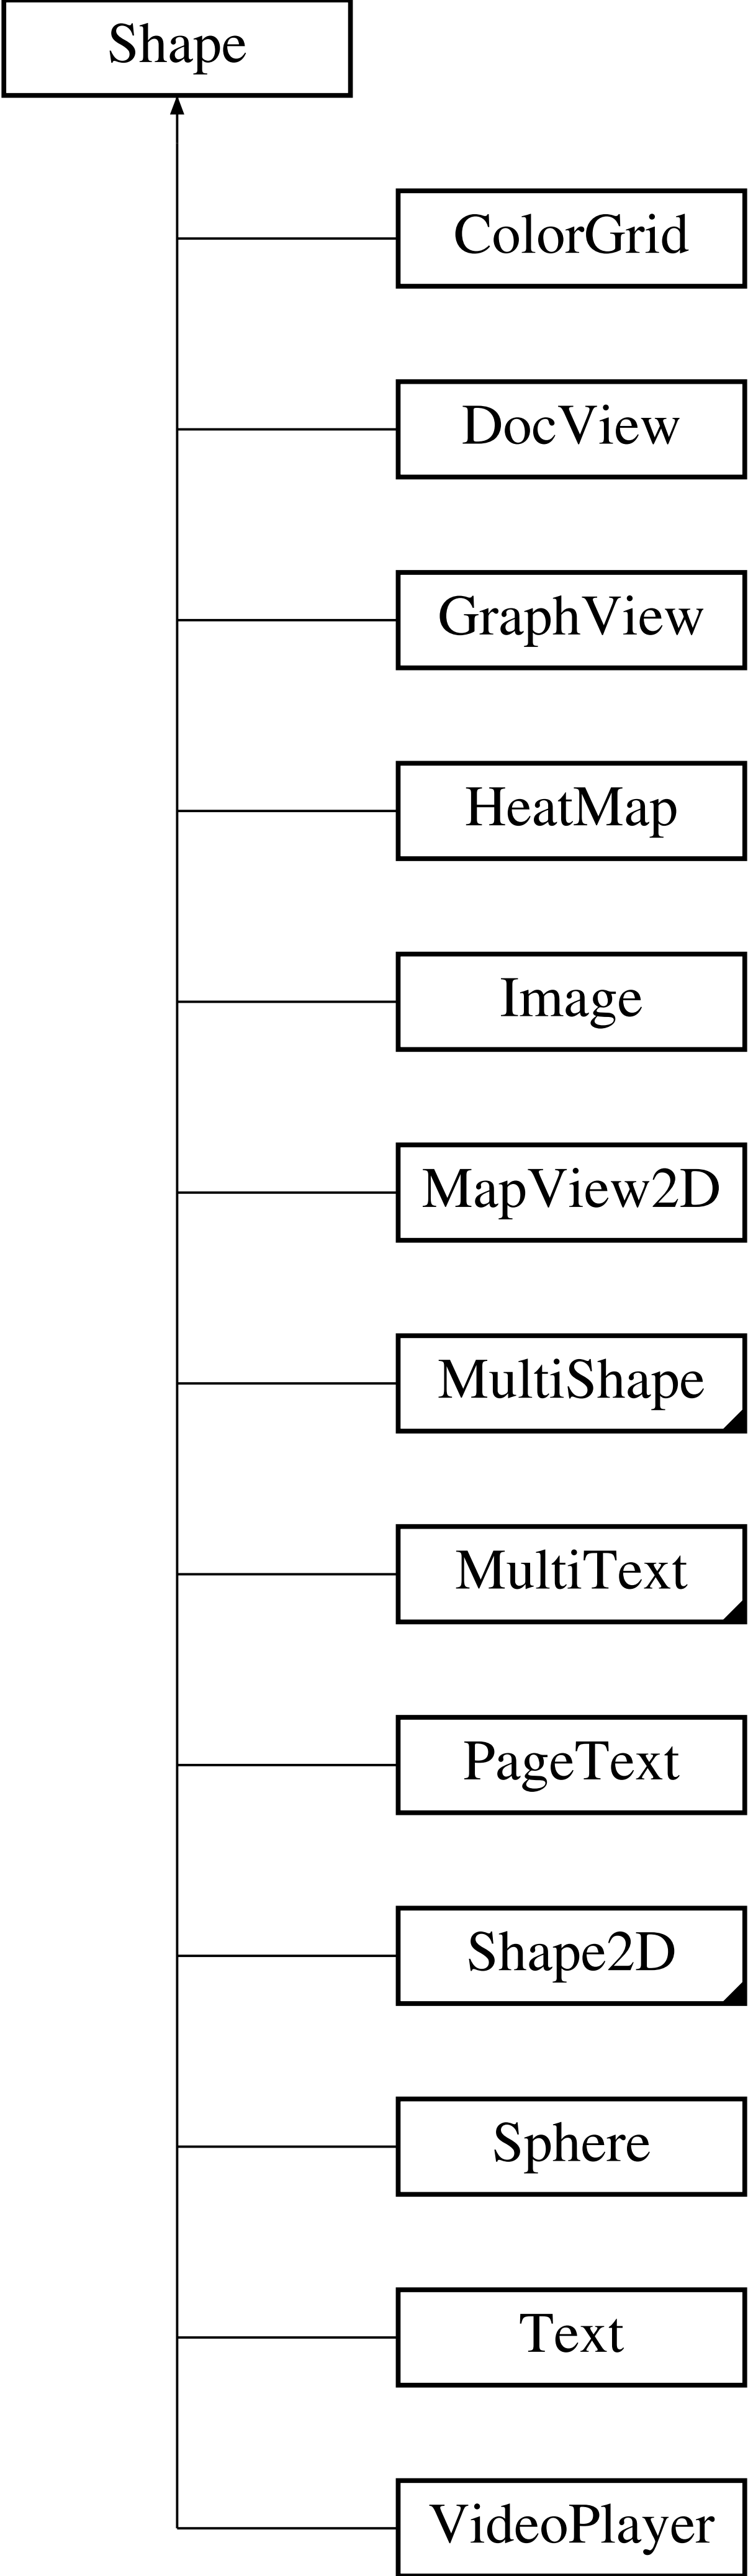 Shape
ColorGrid
DocView
GraphView
HeatMap
Image
MapView2D
MultiShape
MultiText
PageText
Shape2D
Sphere
Text
VideoPlayer